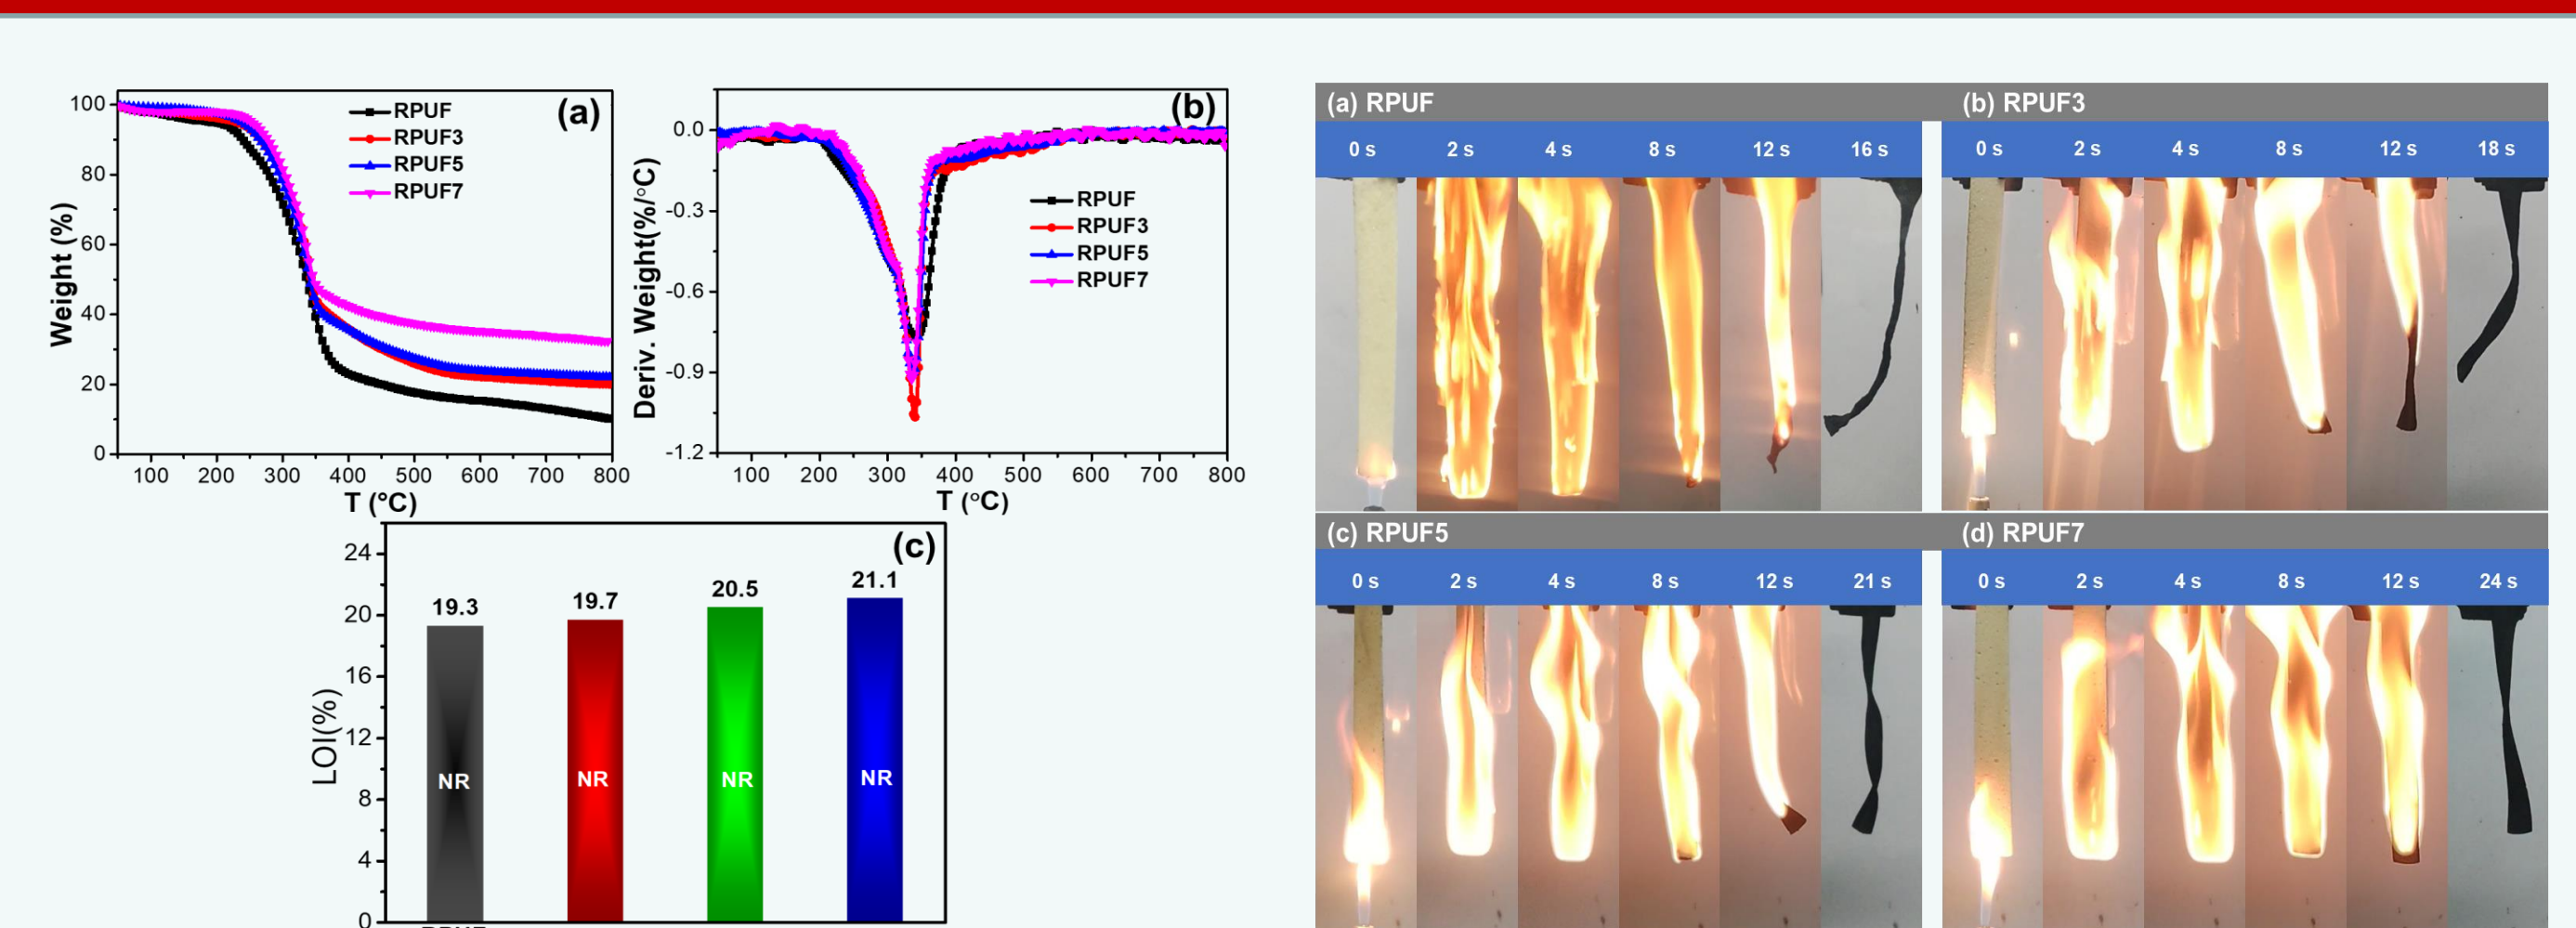 (a)
RPUF
RPUF3
RPUF5
RPUF7
100
80
60
40
20
0
Weight (%)
100 200 300 400 500 600 700 800
T (°C)
(b)
RPUF
RPUF3
RPUF5
RPUF7
0.0
-0.3
-0.6
-0.9
-1.2
Deriv. Weight(%/°C)
100 200 300 400 500 600 700 800
T (°C)
(c)
24
20
16
12
8
4
0
LOI(%)
19.3 19.7 20.5 21.1
NR NR NR NR
(a) RPUF
0 s 2 s 4 s 8 s 12 s 16 s
(b) RPUF3
0 s 2 s 4 s 8 s 12 s 18 s
(c) RPUF5
0 s 2 s 4 s 8 s 12 s 21 s
(d) RPUF7
0 s 2 s 4 s 8 s 12 s 24 s